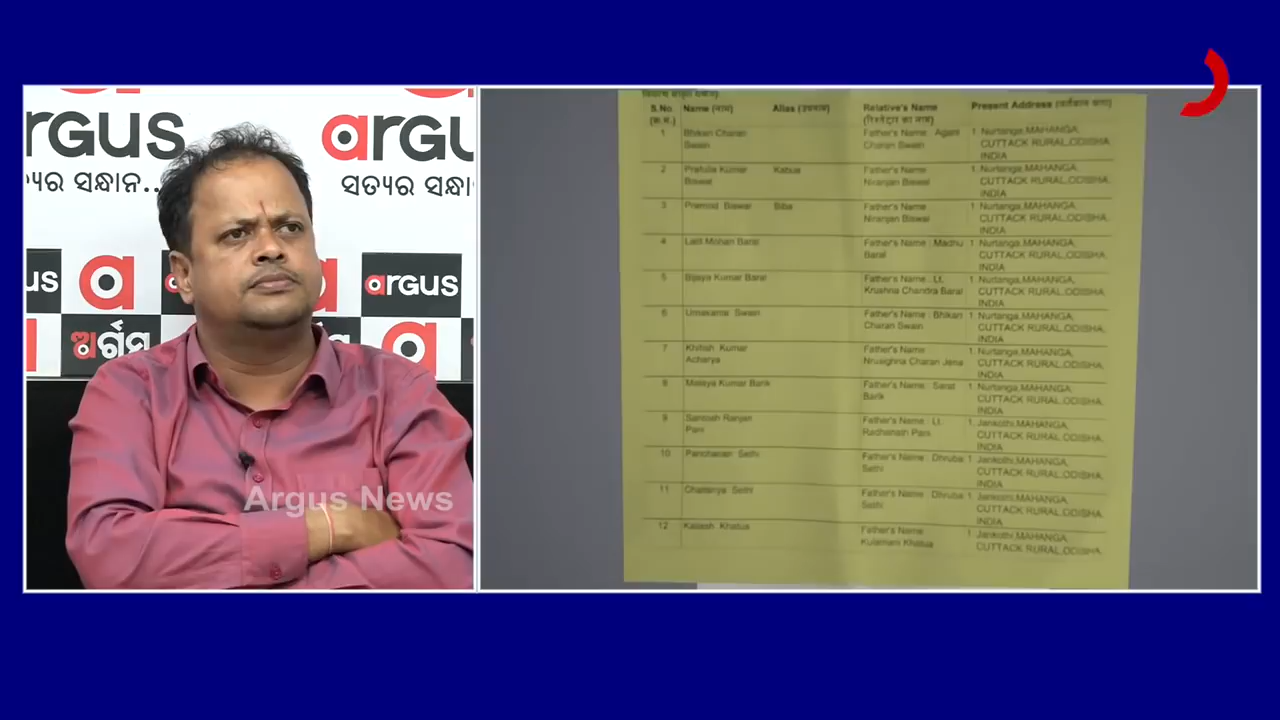 rGUS
argu
ତ୍ୟର ସନ୍ଧାନ..
ସତ୍ୟର ସନ୍ଧା
us
a
argus
ଅର୍ଗସ
a
Argus News
S.No. Name (नाम) Alias (उपनाम) Relative's Name Present Address (वर्तमान पता)
(क्र.सं.) (रिश्तेदार का नाम)
1 Bhikari Charan Father's Name : Agani 1. Nurtanga,MAHANGA,
Swain Charan Swain CUTTACK RURAL,ODISHA,
INDIA
2 Prafulla Kumar Kabua Father's Name 1. Nurtanga,MAHANGA,
Biswal Niranjan Biswal CUTTACK RURAL,ODISHA,
INDIA
3 Pramod Biswal Biba Father's Name 1. Nurtanga,MAHANGA,
Niranjan Biswal CUTTACK RURAL,ODISHA,
INDIA
4 Lalit Mohan Baral Father's Name : Madhu 1. Nurtanga,MAHANGA,
Baral CUTTACK RURAL,ODISHA,
INDIA
5 Bijaya Kumar Baral Father's Name : Lt. 1. Nurtanga,MAHANGA,
Krushna Chandra Baral CUTTACK RURAL,ODISHA,
INDIA
6 Umakanta Swain Father's Name : Bhikari 1. Nurtanga,MAHANGA,
Charan Swain CUTTACK RURAL,ODISHA,
INDIA
7 Khitish Kumar Father's Name 1. Nurtanga,MAHANGA,
Acharya Charan Jena CUTTACK RURAL,ODISHA,
INDIA
8 Malaya Kumar Barik Father's Name : Sarat 1. Nurtanga,MAHANGA,
Barik CUTTACK RURAL,ODISHA,
INDIA
9 Santosh Ranjan Father's Name : Lt. 1. Jankothi,MAHANGA,
Pani Radhanath Pani CUTTACK RURAL,ODISHA,
INDIA
10 Panchanan Sethi Father's Name : Dhruba 1. Jankothi,MAHANGA,
Sethi CUTTACK RURAL,ODISHA,
INDIA
11 Chaitanya Sethi Father's Name : Dhruba 1. Jankothi,MAHANGA,
Sethi CUTTACK RURAL,ODISHA,
INDIA
12 Kailash Khatua Father's Name 1. Jankothi,MAHANGA,
Kulamani Khatua CUTTACK RURAL,ODISHA,